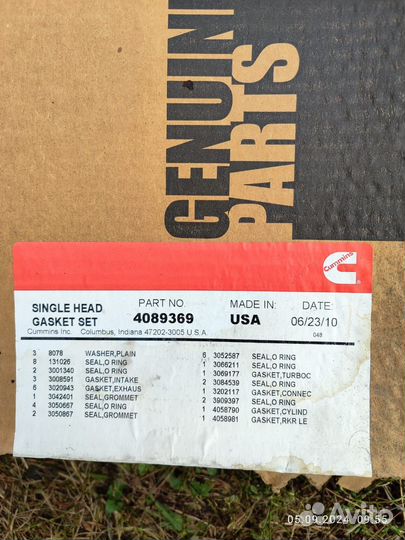 GENUINE
PARTS
Cummins
SINGLE HEAD
GASKET SET
PART NO.
4089369
MADE IN:
USA
DATE:
06/23/10
048
Cummins Inc. Columbus, Indiana 47202-3005 U.S.A.
3 8078 WASHER,PLAIN
8 131026 SEAL,O RING
2 3001340 SEAL,O RING
3 3008591 GASKET,INTAKE
6 3020943 GASKET,EXHAUS
1 3042401 SEAL,GROMMET
4 3050667 SEAL,O RING
2 3050867 SEAL,GROMMET
6 3052587 SEAL,O RING
1 3066211 SEAL,O RING
1 3069177 GASKET,TURBOC
2 3084539 SEAL,O RING
1 3202117 GASKET,CONNEC
2 3909397 SEAL,O RING
1 4058790 GASKET,CYLIND
1 4058981 GASKET,RKR LE
05.09.2024 09:55
Avito